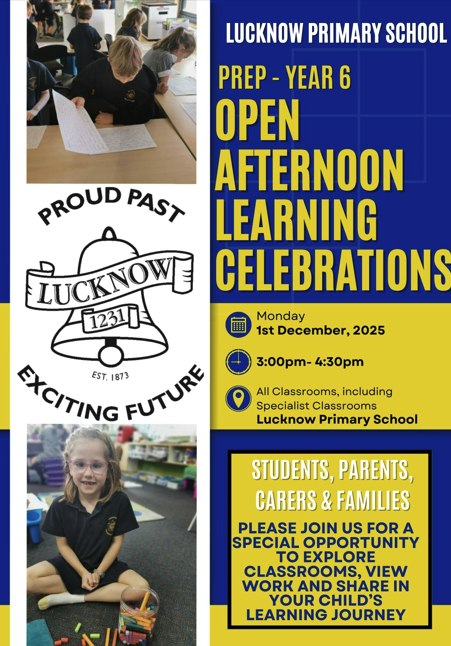 LUCKNOW PRIMARY SCHOOL
PREP - YEAR 6
OPEN
AFTERNOON
LEARNING
CELEBRATIONS
PROUD PAST
LUCKNOW
1231
EST. 1873
EXCITING FUTURE
Monday
1st December, 2025
3:00pm- 4:30pm
All Classrooms, including
Specialist Classrooms
Lucknow Primary School
STUDENTS, PARENTS,
CARERS & FAMILIES
PLEASE JOIN US FOR A
SPECIAL OPPORTUNITY
TO EXPLORE
CLASSROOMS, VIEW
WORK AND SHARE IN
YOUR CHILD'S
LEARNING JOURNEY